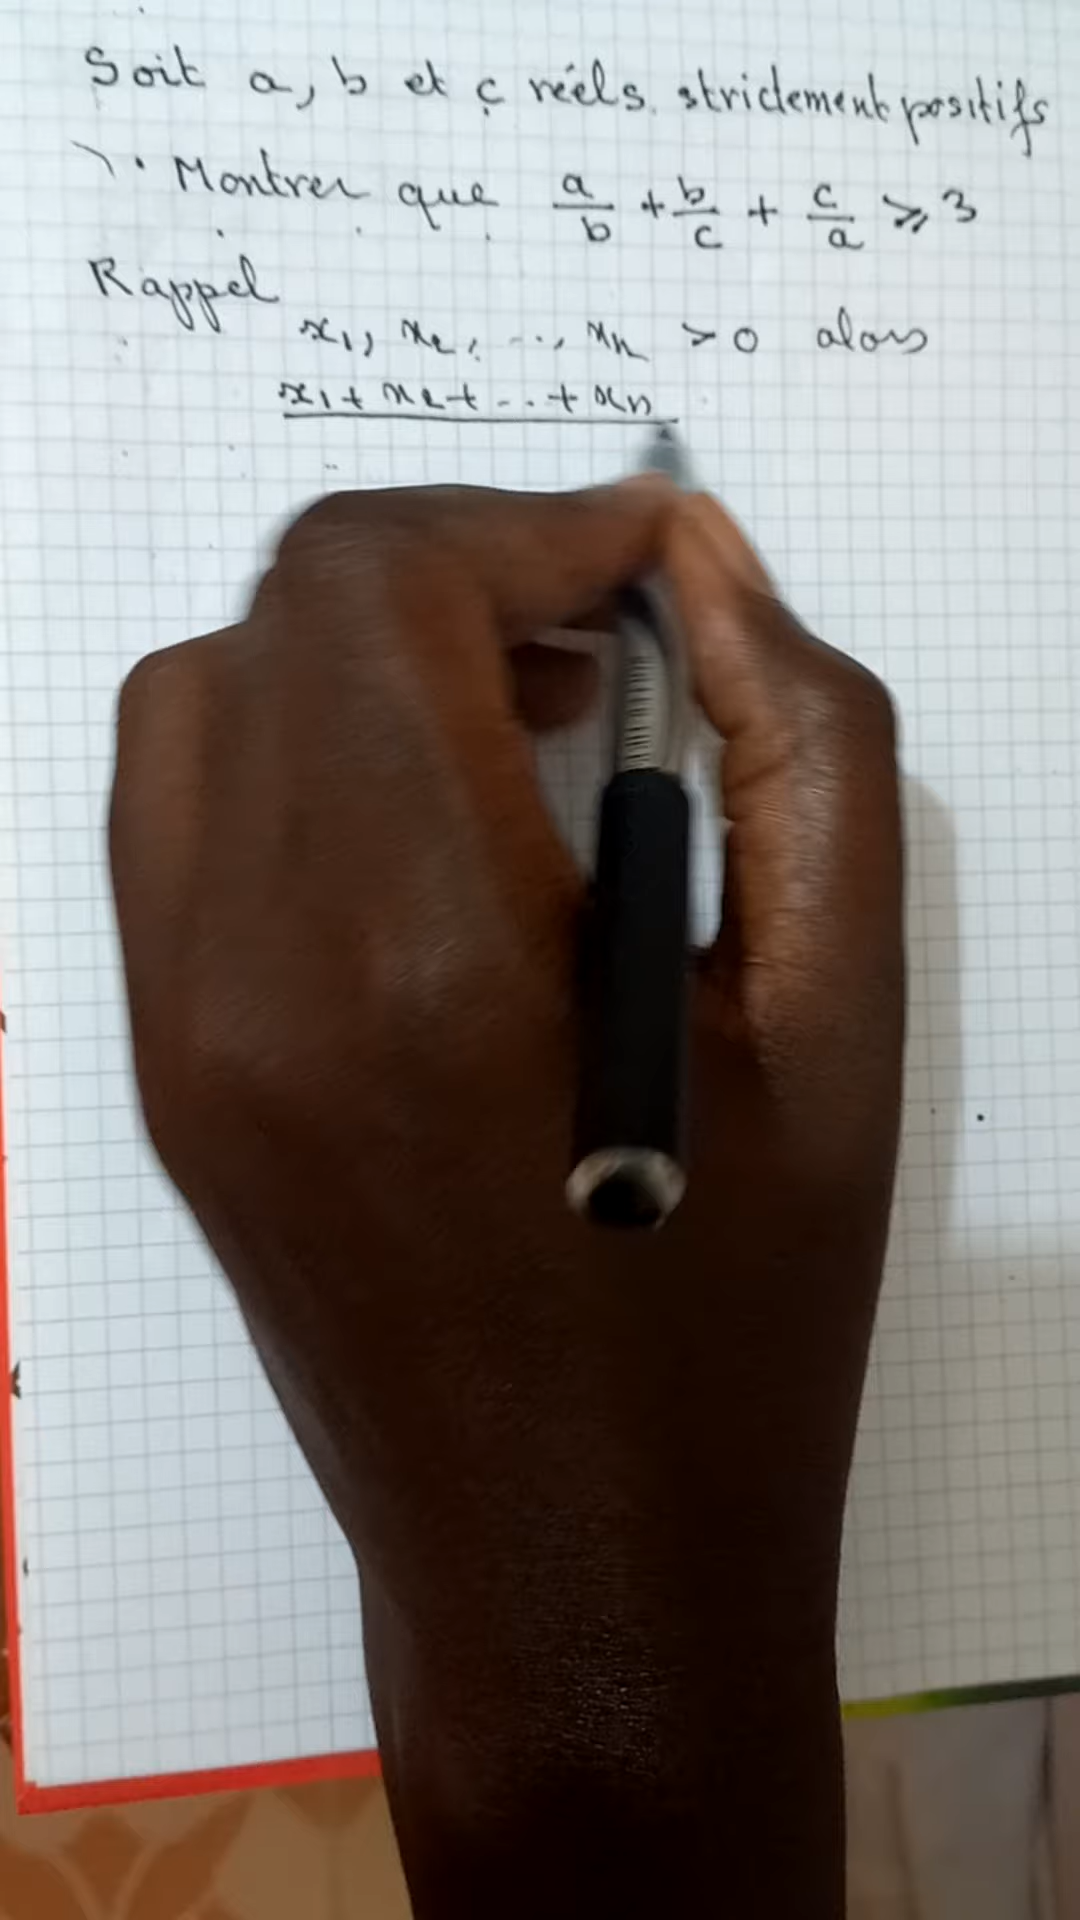 Soit a, b et c réels strictement positifs
1. Montrer que a/b + b/c + c/a ⩾ 3
Rappel
x₁, x₂, ..., xₙ > 0 alors
x₁ + x₂ + ... + xₙ